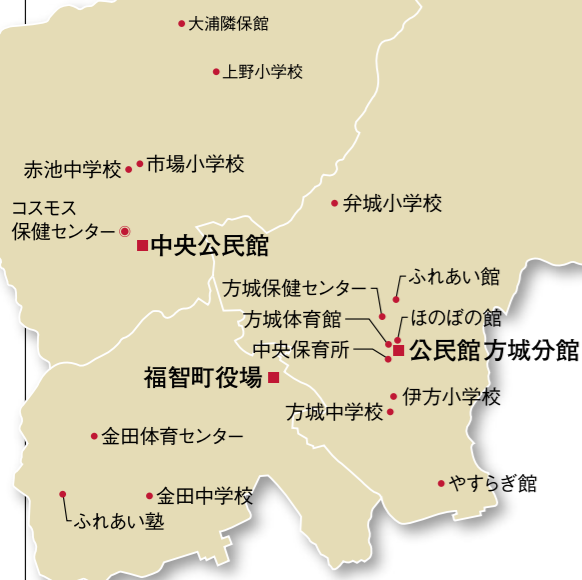 大浦隣保館
上野小学校
市場小学校
赤池中学校
コスモス
保健センター
弁城小学校
中央公民館
ふれあい館
方城保健センター
方城体育館
ほのぼの館
中央保育所
公民館 方城分館
福智町役場
伊方小学校
方城中学校
金田体育センター
やすらぎ館
金田中学校
ふれあい塾